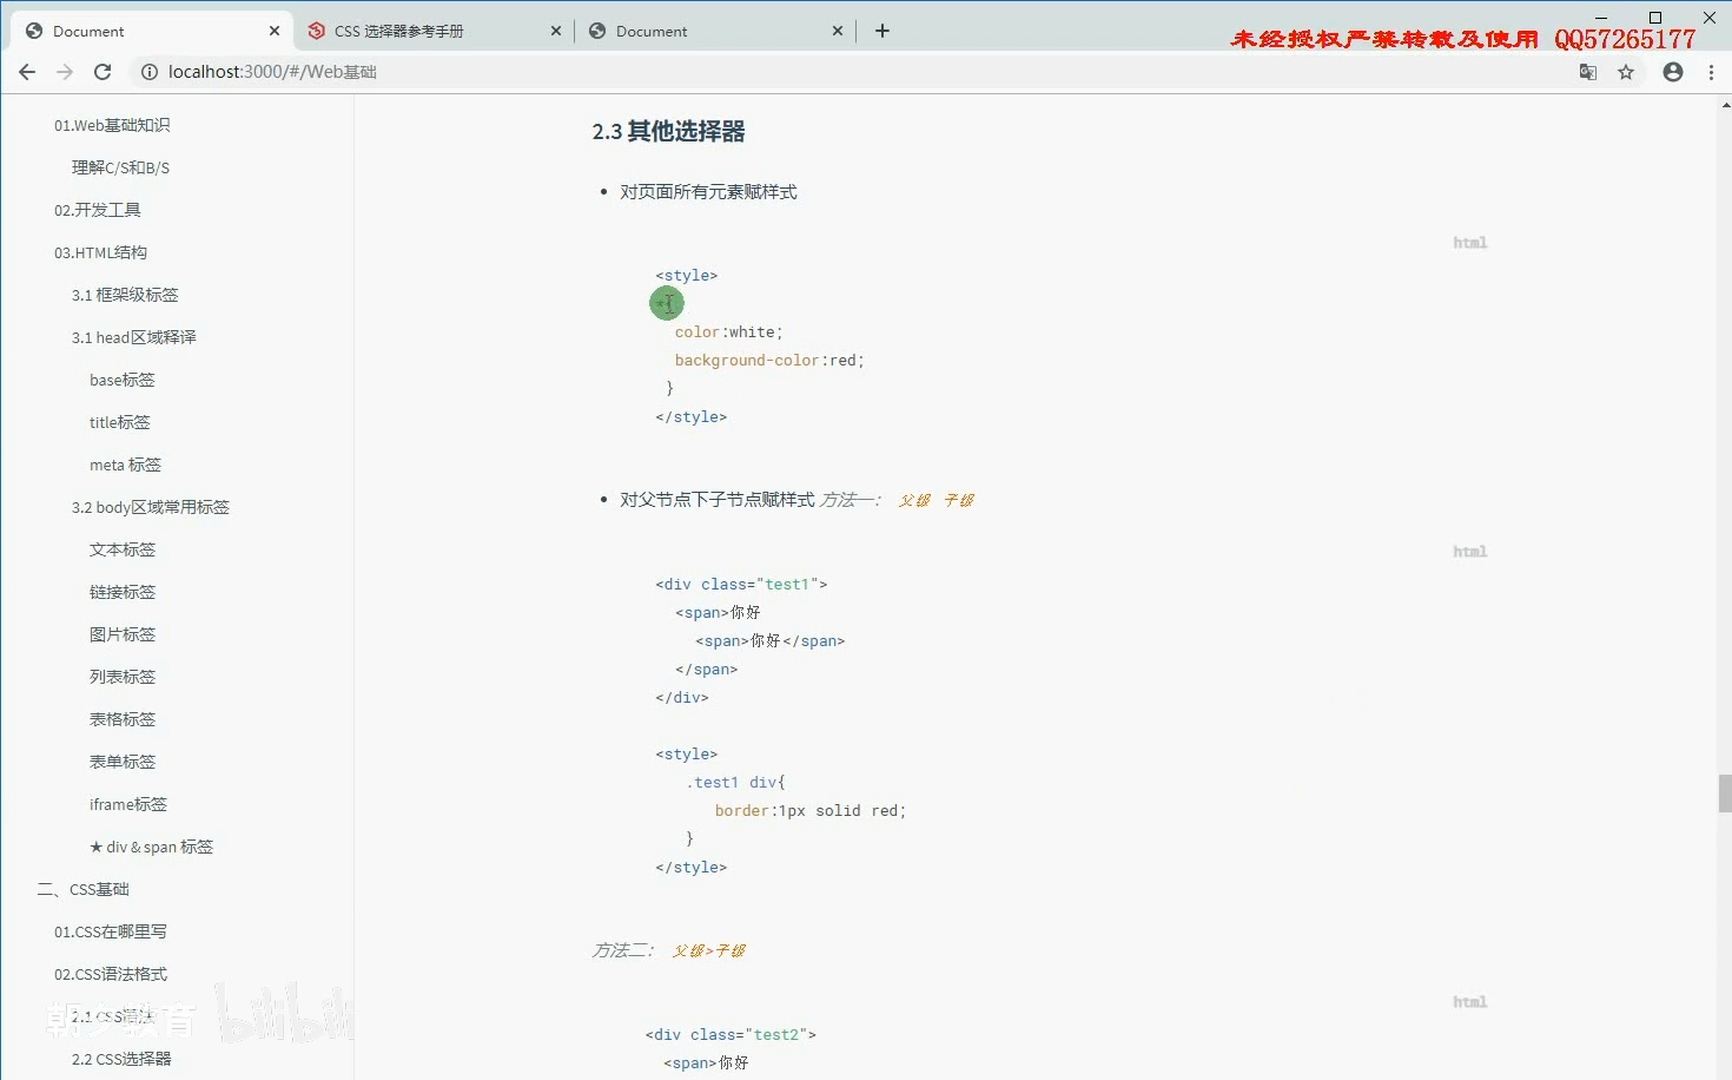 Document
CSS 选择器参考手册
Document
未经授权严禁转载及使用 QQ57265177
localhost:3000/#/Web基础
01.Web基础知识
理解C/S和B/S
02.开发工具
03.HTML结构
3.1 框架级标签
3.1 head区域释译
base标签
title标签
meta 标签
3.2 body区域常用标签
文本标签
链接标签
图片标签
列表标签
表格标签
表单标签
iframe标签
★ div & span 标签
二、CSS基础
01.CSS在哪里写
02.CSS语法格式
2.1 CSS语法
2.2 CSS选择器
朝夕教育
bilibili
2.3 其他选择器
对页面所有元素赋样式
html
<style>
color:white;
background-color:red;
}
</style>
对父节点下子节点赋样式 方法一： 父级 子级
html
<div class="test1">
<span>你好
<span>你好</span>
</span>
</div>
<style>
.test1 div{
border:1px solid red;
}
</style>
方法二： 父级>子级
html
<div class="test2">
<span>你好